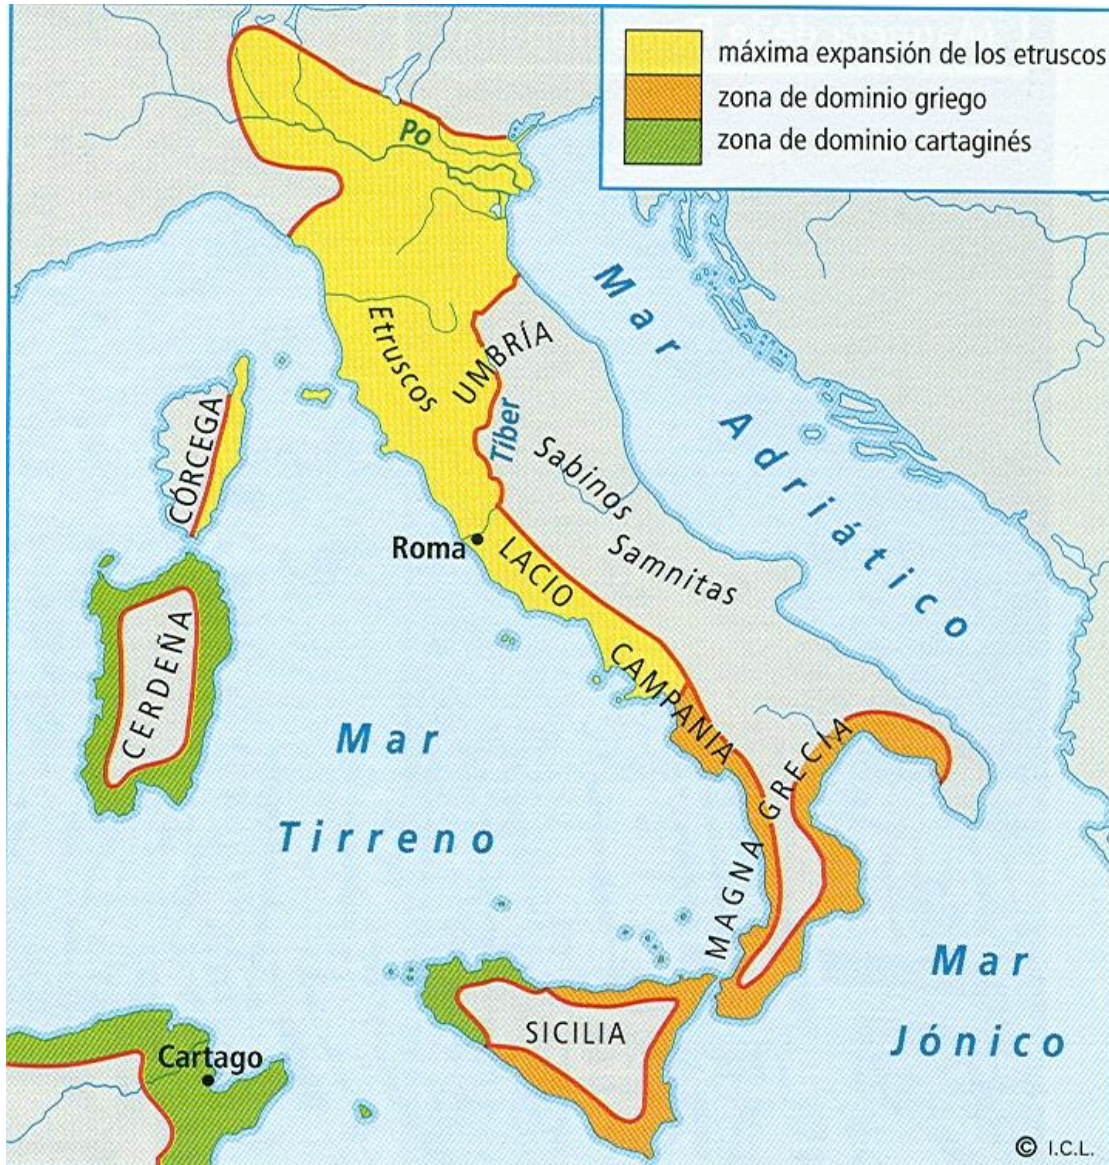 máxima expansión de los etruscos
zona de dominio griego
zona de dominio cartaginés
Po
Mar
Adriático
Etruscos
UMBRÍA
Tíber
CÓRCEGA
Sabinos
Samnitas
Roma
LACIO
CERDEÑA
CAMPANIA
Mar
Tirreno
MAGNA GRECIA
Mar
Jónico
SICILIA
Cartago
© I.C.L.